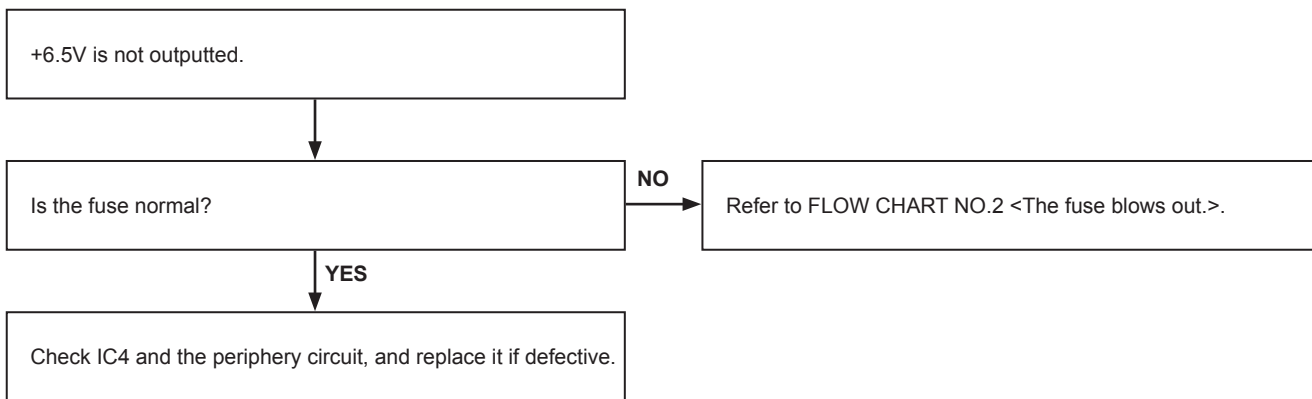 +6.5V is not outputted.
Is the fuse normal?
NO
Refer to FLOW CHART NO.2 <The fuse blows out.>.
YES
Check IC4 and the periphery circuit, and replace it if defective.